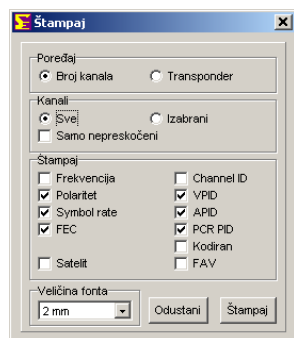 Štampaj
Poređaj
Broj kanala Transponder
Kanali
Sve Izabrani
Samo nepreskočeni
Štampaj
Frekvencija Channel ID
Polaritet VPID
Symbol rate APID
FEC PCR PID
Kodiran
Satelit FAV
Veličina fonta
2 mm Odustani Štampaj